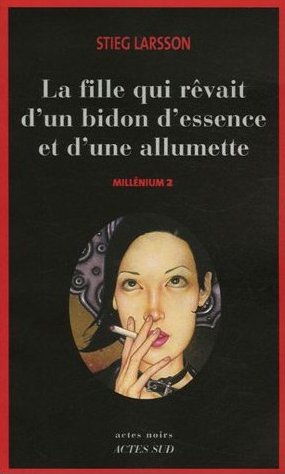 STIEG LARSSON
La fille qui rêvait
d'un bidon d'essence
et d'une allumette
MILLÉNIUM 2
actes noirs
ACTES SUD